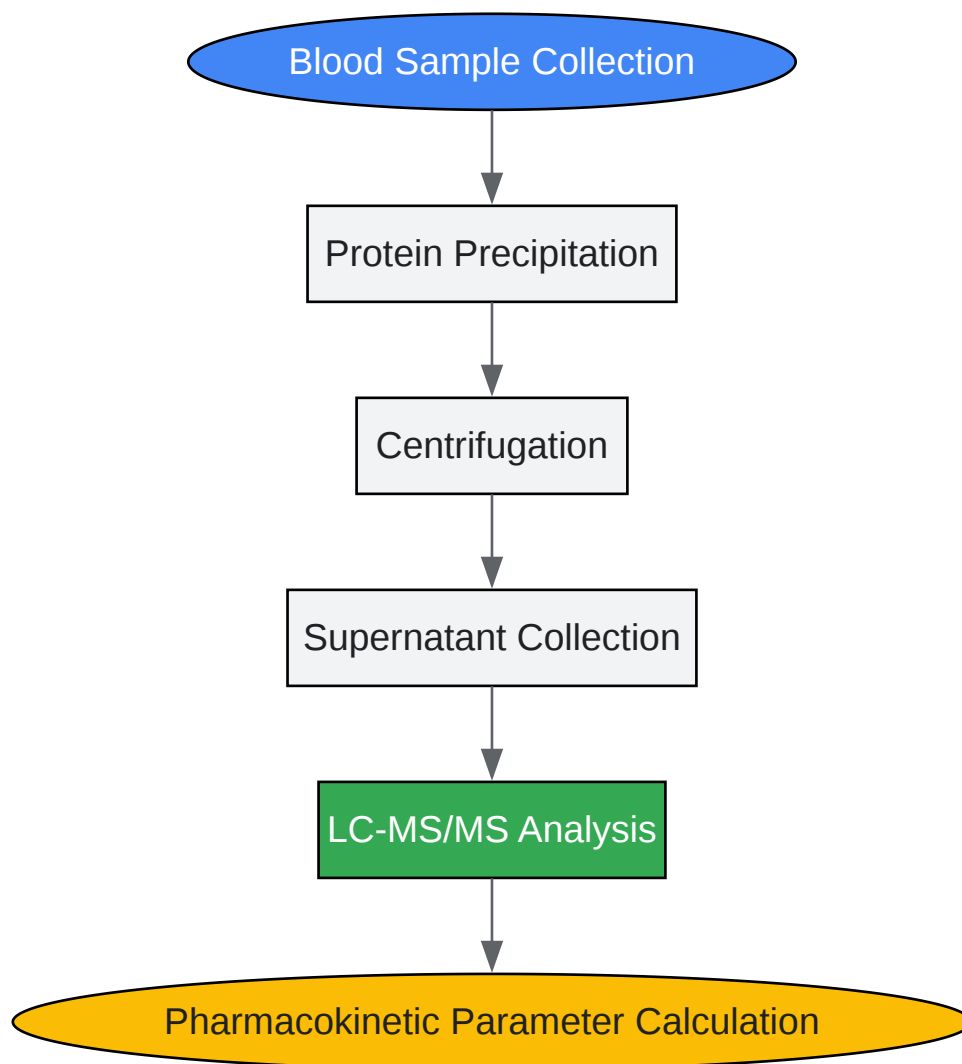 Blood Sample Collection
Protein Precipitation
Centrifugation
Supernatant Collection
LC-MS/MS Analysis
Pharmacokinetic Parameter Calculation